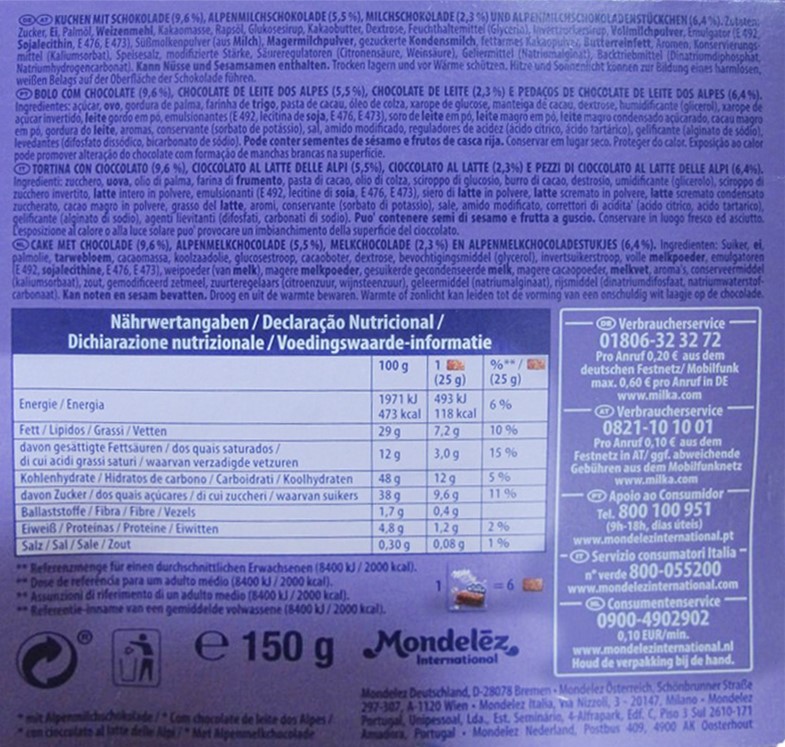 DE AT KUCHEN MIT SCHOKOLADE (9,6 %), ALPENMILCHSCHOKOLADE (5,5 %), MILCHSCHOKOLADE (2,3 %) UND ALPENMILCHSCHOKOLADENSTÜCKCHEN (6,4 %). Zutaten:
Zucker, Ei, Palmöl, Weizenmehl, Kakaomasse, Rapsöl, Glukosesirup, Kakaobutter, Dextrose, Feuchthaltemittel (Glycerin), Invertzuckersirup, Vollmilchpulver, Emulgator (E 492,
Sojalecithin, E 476, E 473), Süßmolkenpulver (aus Milch), Magermilchpulver, gezuckerte Kondensmilch, fettarmes Kakaopulver, Butterreinfett, Aromen, Konservierungs-
mittel (Kaliumsorbat), Speisesalz, modifizierte Stärke, Säureregulatoren (Citronensäure, Weinsäure), Geliermittel (Natriumalginat), Backtriebmittel (Dinatriumdiphosphat,
Natriumhydrogencarbonat). Kann Nüsse und Sesamsamen enthalten. Trocken lagern und vor Wärme schützen. Hitze und Sonnenlicht können zur Bildung eines harmlosen,
weißen Belags auf der Oberfläche der Schokolade führen.
PT BOLO COM CHOCOLATE (9,6 %), CHOCOLATE DE LEITE DOS ALPES (5,5 %), CHOCOLATE DE LEITE (2,3 %) E PEDACOS DE CHOCOLATE DE LEITE DOS ALPES (6,4 %).
Ingredientes: açúcar, ovo, gordura de palma, farinha de trigo, pasta de cacau, óleo de colza, xarope de glucose, manteiga de cacau, dextrose, humidificante (glicerol), xarope de
açúcar invertido, leite gordo em pó, emulsionantes (E 492, lecitina de soja, E 476, E 473), soro de leite em pó, leite magro em pó, leite magro condensado açúcarado, cacau magro
em pó, gordura do leite, aromas, conservante (sorbato de potássio), sal, amido modificado, reguladores de acidez (ácido cítrico, ácido tartárico), gelificante (alginato de sódio),
levedantes (difosfato dissódico, bicarbonato de sódio). Pode conter sementes de sésamo e frutos de casca rija. Conservar em lugar seco. Proteger do calor. Exposição ao calor
pode promover alteração do chocolate com formação de manchas brancas na superfície.
IT TORTINA CON CIOCCOLATO (9,6 %), CIOCCOLATO AL LATTE DELLE ALPI (5,5%), CIOCCOLATO AL LATTE (2,3%) E PEZZI DI CIOCCOLATO AL LATTE DELLE ALPI (6,4%).
Ingredienti: zucchero, uova, olio di palma, farina di frumento, pasta di cacao, olio di colza, sciroppo di glucosio, burro di cacao, destrosio, umidificante (glicerolo), sciroppo di
zucchero invertito, latte intero in polvere, emulsionanti (E 492, lecitine di soia, E 476, E 473), siero di latte in polvere, latte scremato in polvere, latte scremato condensato
zuccherato, cacao magro in polvere, grasso del latte, aromi, conservante (sorbato di potassio), sale, amido modificato, correttori di acidita' (acido citrico, acido tartarico),
gelificante (alginato di sodio), agenti lievitanti (difosfati, carbonati di sodio). Puo' contenere semi di sesamo e frutta a guscio. Conservare in luogo fresco ed asciutto.
L'esposizione al calore o alla luce solare puo' provocare un imbianchimento della superficie del cioccolato.
NL CAKE MET CHOCOLADE (9,6%), ALPENMELKCHOCOLADE (5,5 %), MELKCHOCOLADE (2,3 %) EN ALPENMELKCHOCOLADESTUKJES (6,4 %). Ingredienten: Suiker, ei,
palmolie, tarwebloem, cacaomassa, koolzaadolie, glucosestroop, cacaoboter, dextrose, bevochtigingsmiddel (glycerol), invertsuikerstroop, volle melkpoeder, emulgatoren
(E 492, sojalecithine, E 476, E 473), weipoeder (van melk), magere melkpoeder, gesuikerde gecondenseerde melk, magere cacaopoeder, melkvet, aroma's, conserveermiddel
(kaliumsorbaat), zout, gemodificeerd zetmeel, zuurteregelaars (citroenzuur, wijnsteenzuur), geleermiddel (natriumalginaat), rijsmiddel (dinatriumdifosfaat, natriumwaterstof-
carbonaat). Kan noten en sesam bevatten. Droog en uit de warmte bewaren. Warmte of zonlicht kan leiden tot de vorming van een onschuldig wit laagje op de chocolade.
Nährwertangaben / Declaração Nutricional /
Dichiarazione nutrizionale / Voedingswaarde-informatie
100 g 1 %** /
(25 g) (25 g)
Energie / Energia 1971 kJ 493 kJ 6 %
473 kcal 118 kcal
Fett / Lipidos / Grassi / Vetten 29 g 7,2 g 10 %
davon gesättigte Fettsäuren / dos quais saturados /
di cui acidi grassi saturi / waarvan verzadigde vetzuren 12 g 3,0 g 15 %
Kohlenhydrate / Hidratos de carbono / Carboidrati / Koolhydraten 48 g 12 g 5 %
davon Zucker / dos quais açúcares / di cui zuccheri / waarvan suikers 38 g 9,6 g 11 %
Ballaststoffe / Fibra / Fibre / Vezels 1,7 g 0,4 g
Eiweiß / Proteinas / Proteine / Eiwitten 4,8 g 1,2 g 2 %
Salz / Sal / Sale / Zout 0,30 g 0,08 g 1 %
** Referenzmenge für einen durchschnittlichen Erwachsenen (8400 kJ / 2000 kcal).
** Dose de referência para um adulto médio (8400 kJ / 2000 kcal).
** Assunzioni di riferimento di un adulto medio (8400 kJ / 2000 kcal).
** Referentie-inname van een gemiddelde volwassene (8400 kJ / 2000 kcal).
1 = 6
DE Verbraucherservice
01806-32 32 72
Pro Anruf 0,20 € aus dem
deutschen Festnetz/ Mobilfunk
max. 0,60 € pro Anruf in DE
www.milka.com
AT Verbraucherservice
0821-10 10 01
Pro Anruf 0,10 € aus dem
Festnetz in AT/ ggf. abweichende
Gebühren aus dem Mobilfunknetz
www.milka.com
PT Apoio ao Consumidor
Tel. 800 100 951
(9h-18h, dias úteis)
www.mondelezinternational.pt
IT Servizio consumatori Italia
n° verde 800-055200
www.mondelezinternational.com
NL Consumentenservice
0900-4902902
0,10 EUR/min.
www.mondelezinternational.nl
Houd de verpakking bij de hand.
® e 150 g Mondelēz,
International
Mondelez Deutschland, D-28078 Bremen • Mondelez Österreich, Schönbrunner Straße
297-307, A-1120 Wien • Mondelez Italia, Via Nizzoli, 3 - 20147, Milano • Mondelez
Portugal, Unipessoal, Lda., Est. Seminário, 4-Alfrapark, Edf. C, Piso 3 Sul 2610-171
Amadora, Portugal • Mondelez Nederland, Postbus 409, 4900 AK Oosterhout
* mit Alpenmilchschokolade / * Com chocolate de leite dos Alpes /
* con cioccolato al latte delle Alpi / * Met Alpenmelkchocolade